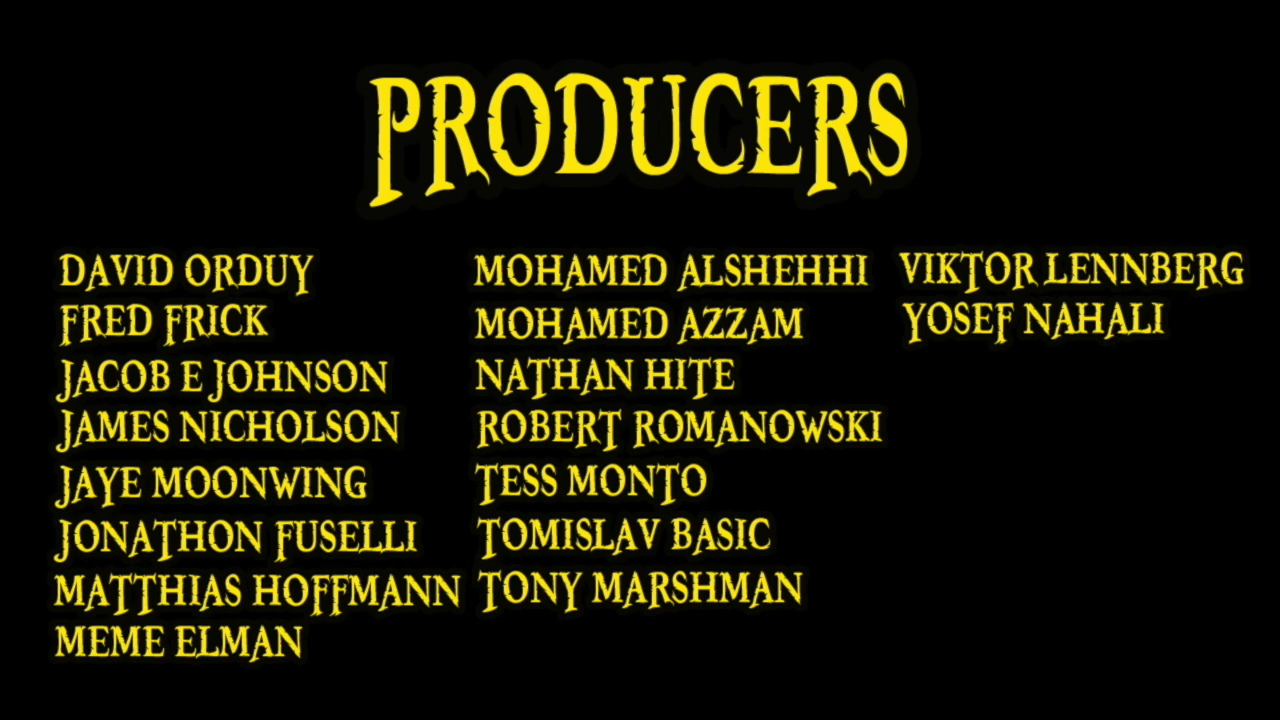 PRODUCERS
DAVID ORDUY
FRED FRICK
JACOB E JOHNSON
JAMES NICHOLSON
JAYE MOONWING
JONATHON FUSELLI
MATTHIAS HOFFMANN
MEME ELMAN
MOHAMED ALSHEHHI
MOHAMED AZZAM
NATHAN HITE
ROBERT ROMANOWSKI
TESS MONTO
TOMISLAV BASIC
TONY MARSHMAN
VIKTOR LENNBERG
YOSEF NAHALI